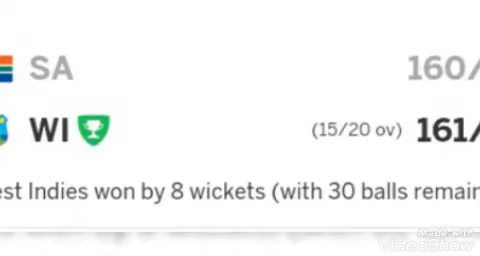 SA 160/
WI (15/20 ov) 161/
est Indies won by 8 wickets (with 30 balls remain
Made with
VideoShow